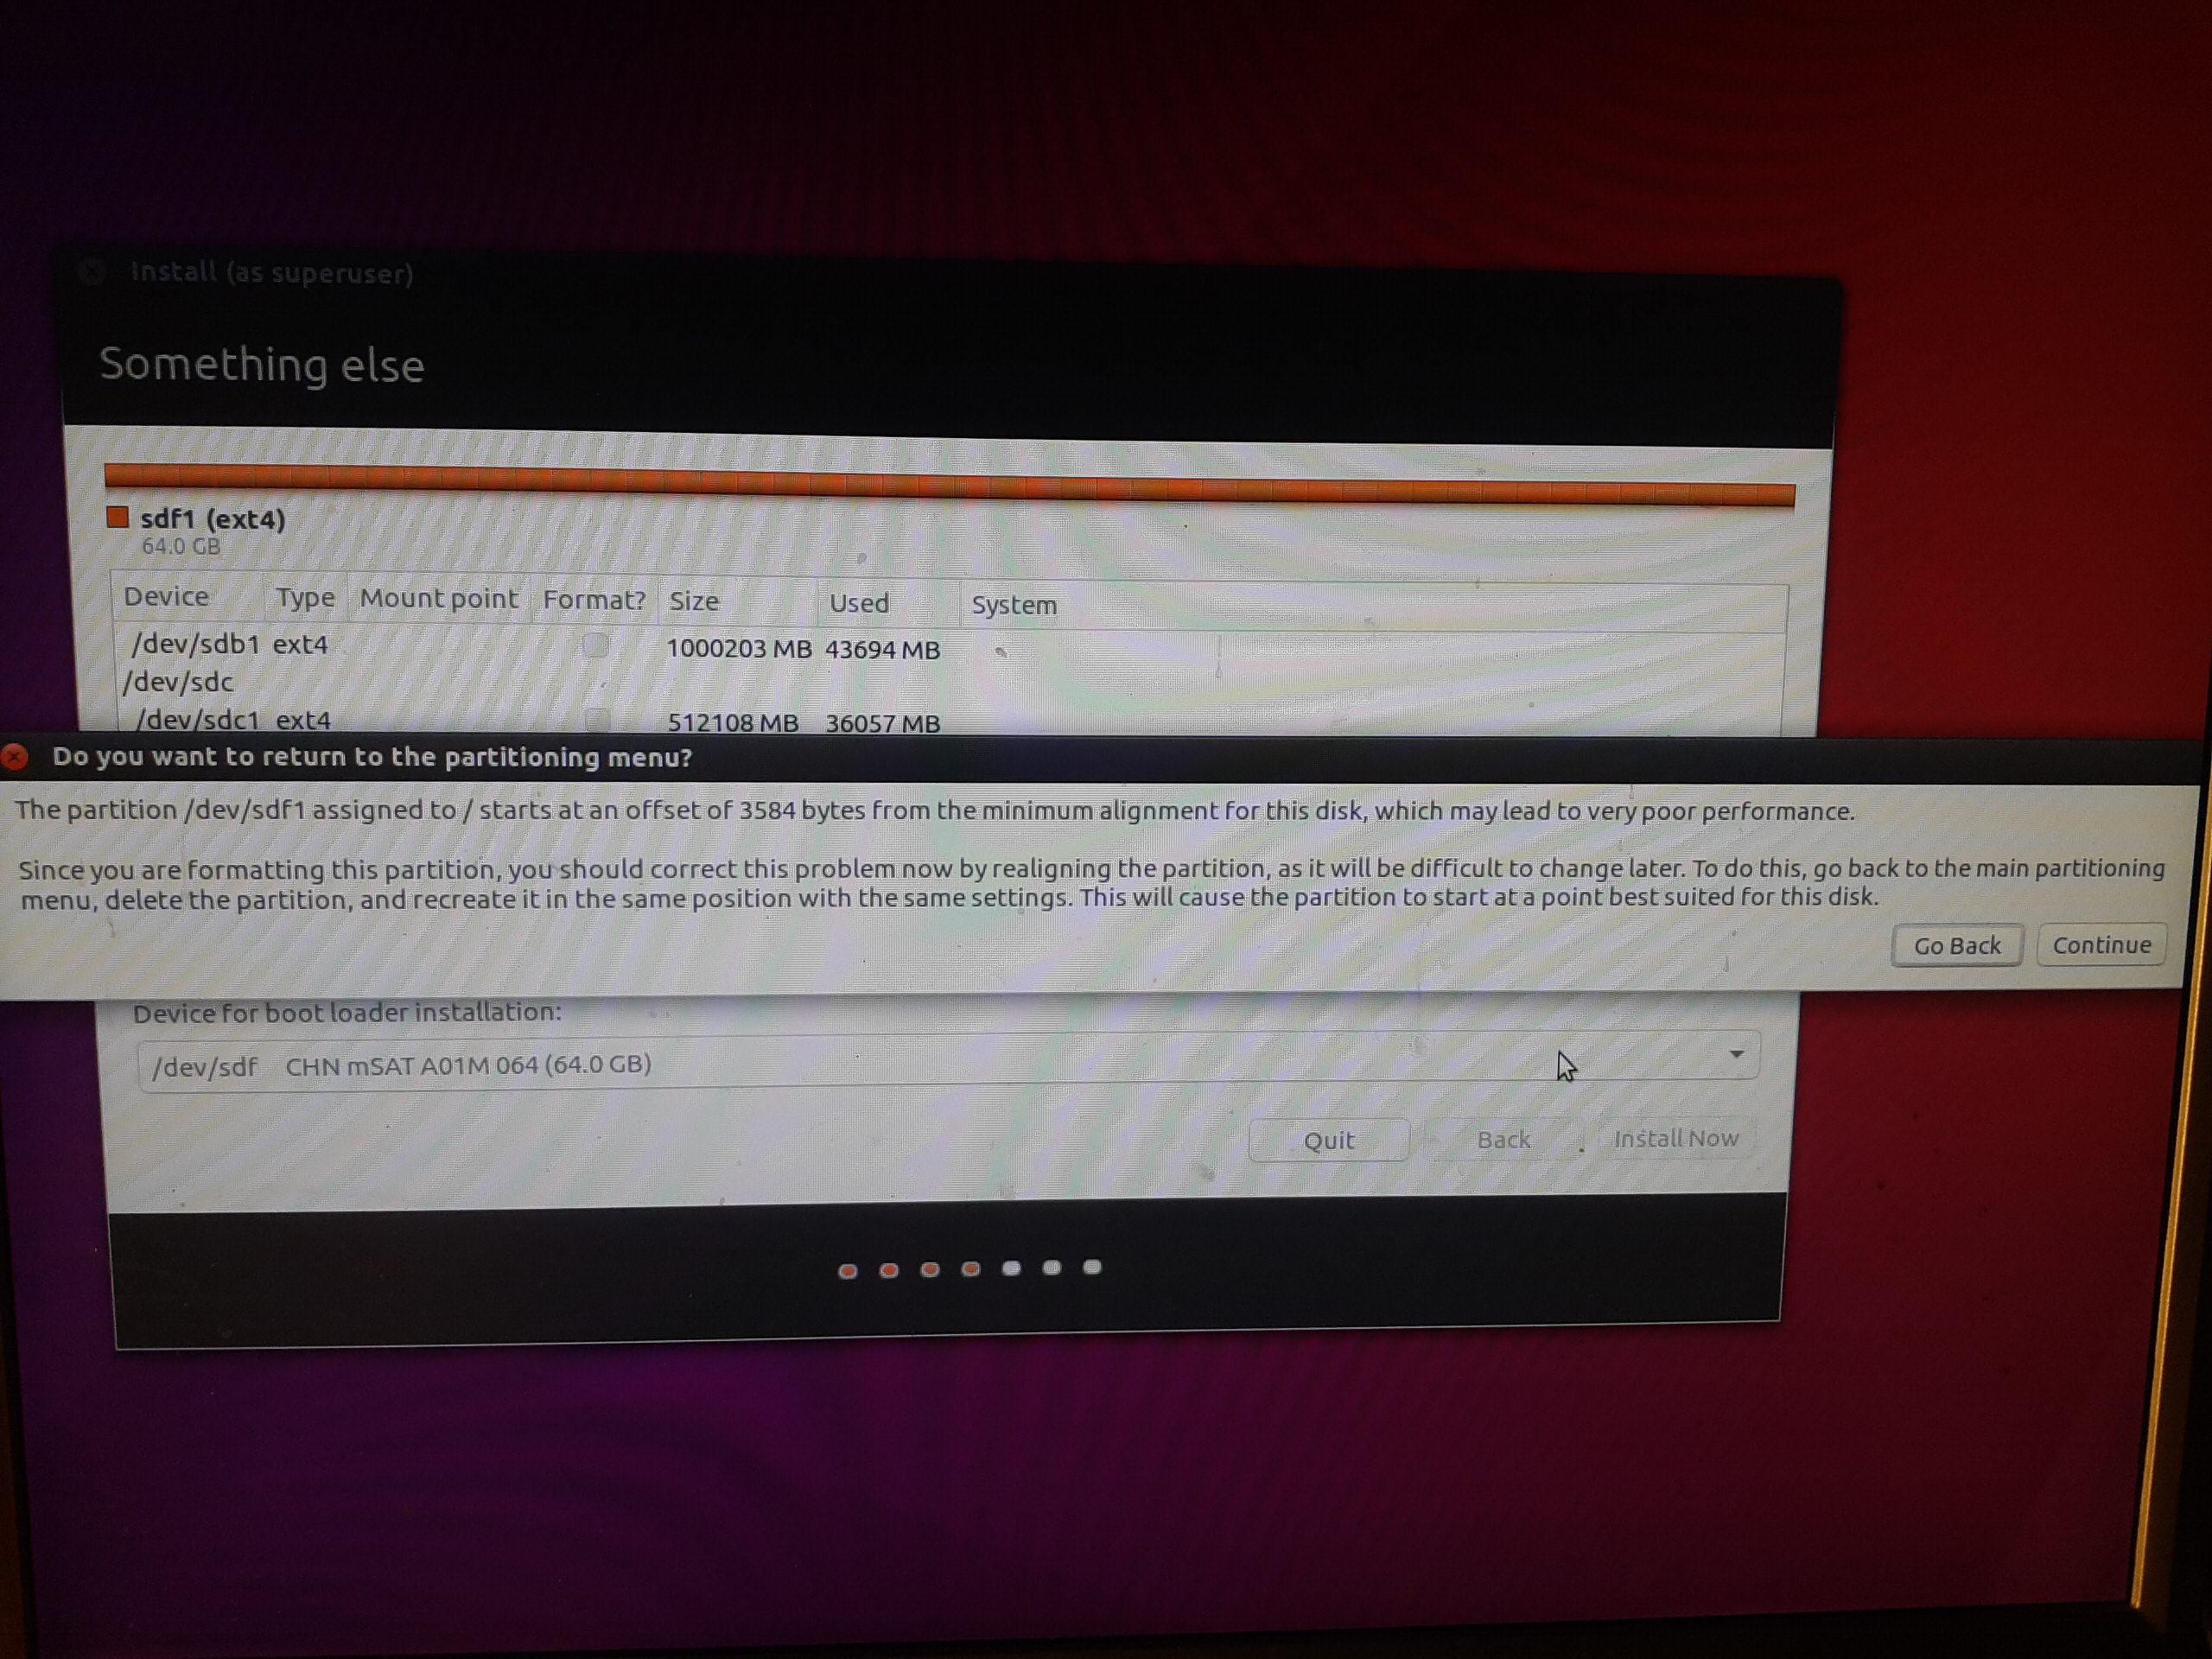 Install (as superuser)
Something else
sdf1 (ext4)
64.0 GB
Device Type Mount point Format? Size Used System
/dev/sdb1 ext4 1000203 MB 43694 MB
/dev/sdc
/dev/sdc1 ext4 512108 MB 36057 MB
Do you want to return to the partitioning menu?
The partition /dev/sdf1 assigned to / starts at an offset of 3584 bytes from the minimum alignment for this disk, which may lead to very poor performance.
Since you are formatting this partition, you should correct this problem now by realigning the partition, as it will be difficult to change later. To do this, go back to the main partitioning
menu, delete the partition, and recreate it in the same position with the same settings. This will cause the partition to start at a point best suited for this disk.
Go Back Continue
Device for boot loader installation:
/dev/sdf CHN mSAT A01M 064 (64.0 GB)
Quit Back Install Now